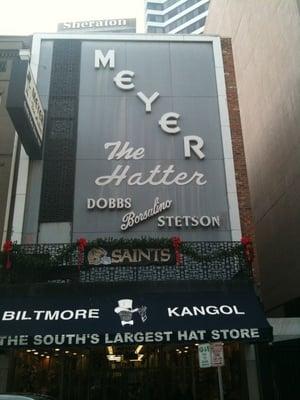 Sheraton
MEYER
The
Hatter
DOBBS
Borsalino
STETSON
SAINTS
BILTMORE KANGOL
THE SOUTH'S LARGEST HAT STORE